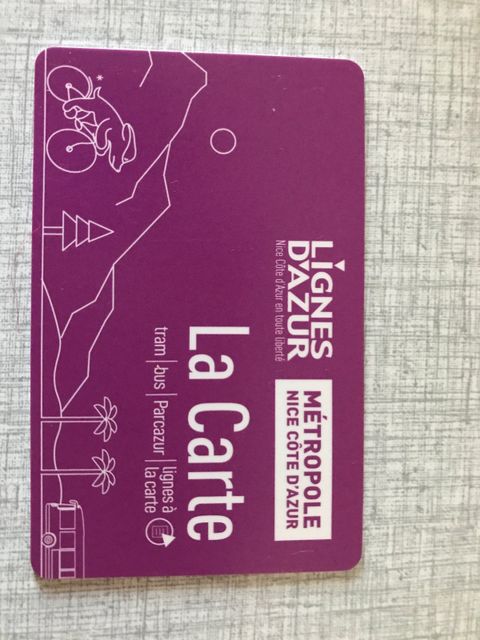 LIGNES
D'AZUR
Nice Côte d'Azur en toute liberté
MÉTROPOLE
NICE CÔTE D'AZUR
La Carte
tram | bus | Parcazur | lignes à
la carte
*